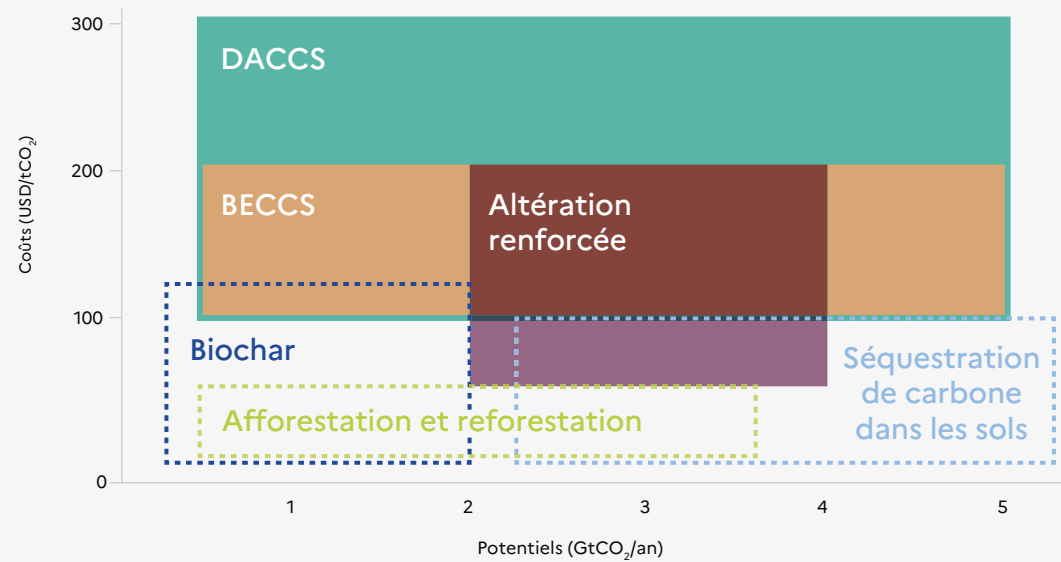 300
DACCS
Coûts (USD/tCO₂)
200
BECCS
Altération
renforcée
100
Biochar
Séquestration
de carbone
dans les sols
Afforestation et reforestation
0
1
2
3
4
5
Potentiels (GtCO₂/an)